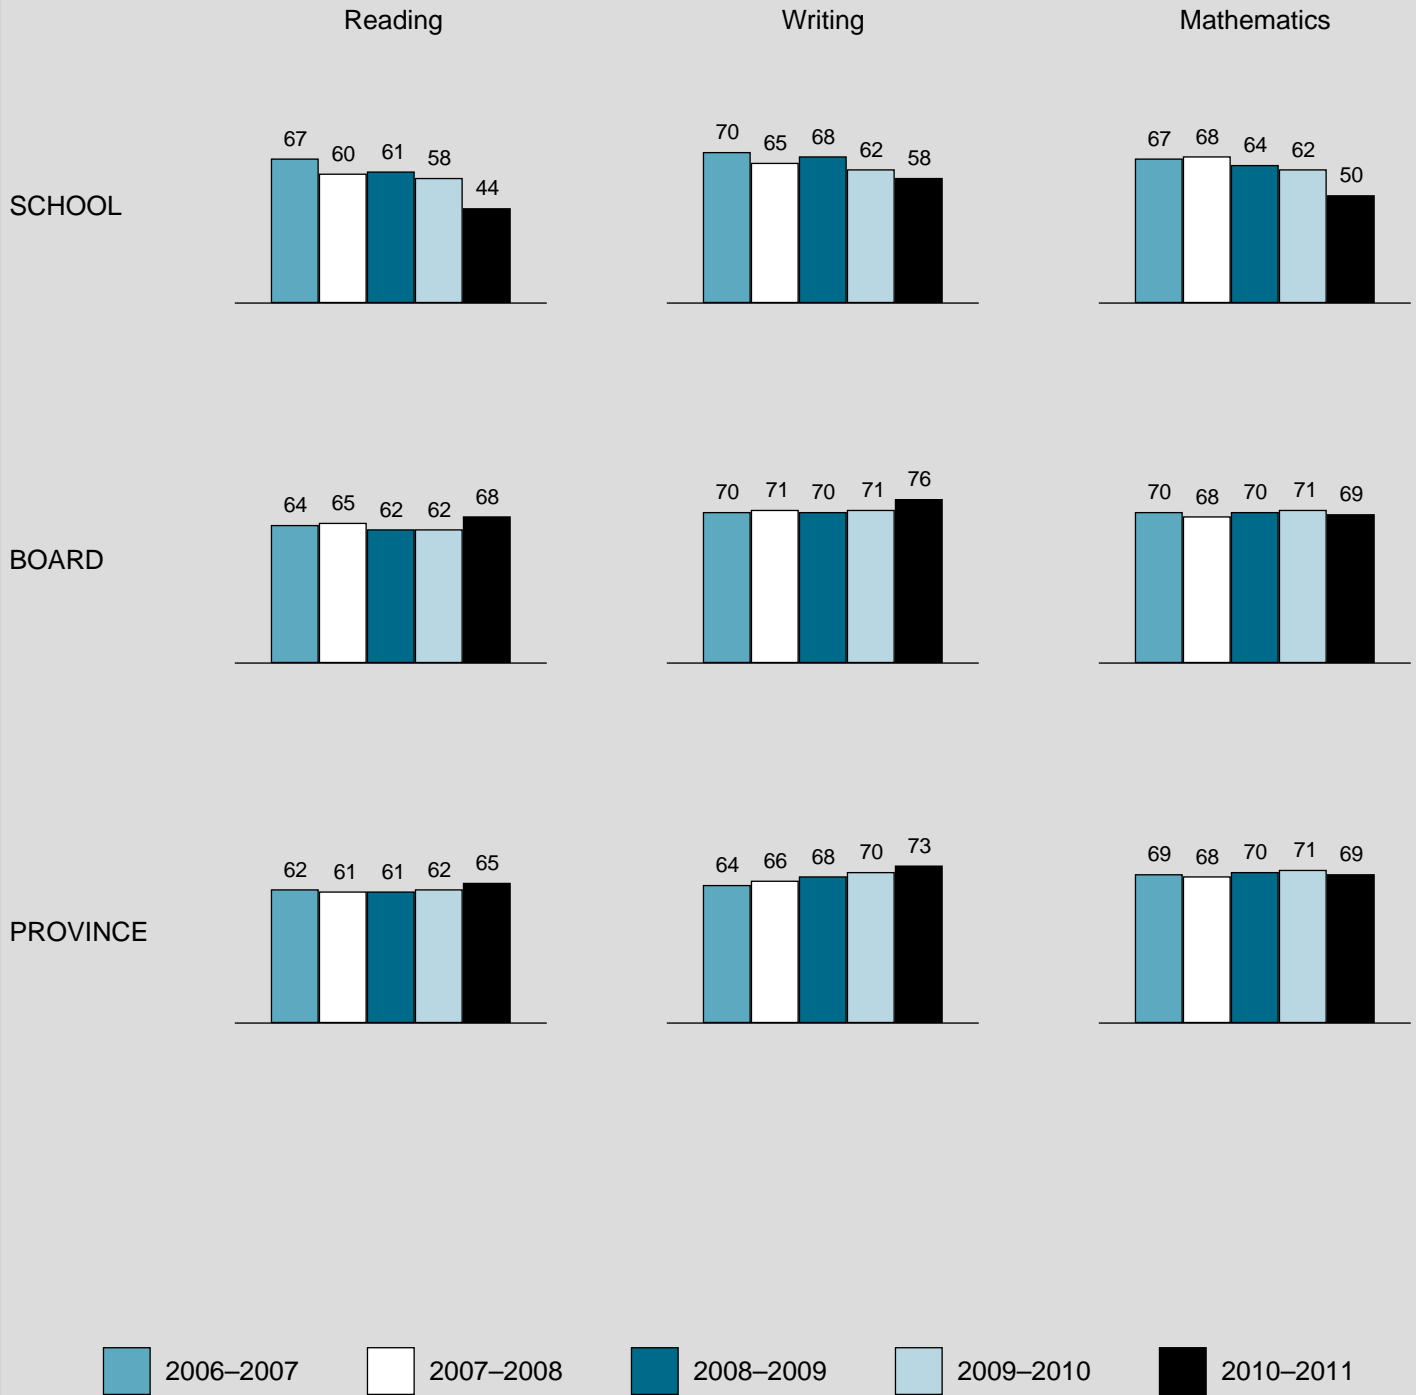 Reading Writing Mathematics
67 60 61 58 44
70 65 68 62 58
67 68 64 62 50
SCHOOL
64 65 62 62 68
70 71 70 71 76
70 68 70 71 69
BOARD
62 61 61 62 65
64 66 68 70 73
69 68 70 71 69
PROVINCE
2006–2007 2007–2008 2008–2009 2009–2010 2010–2011